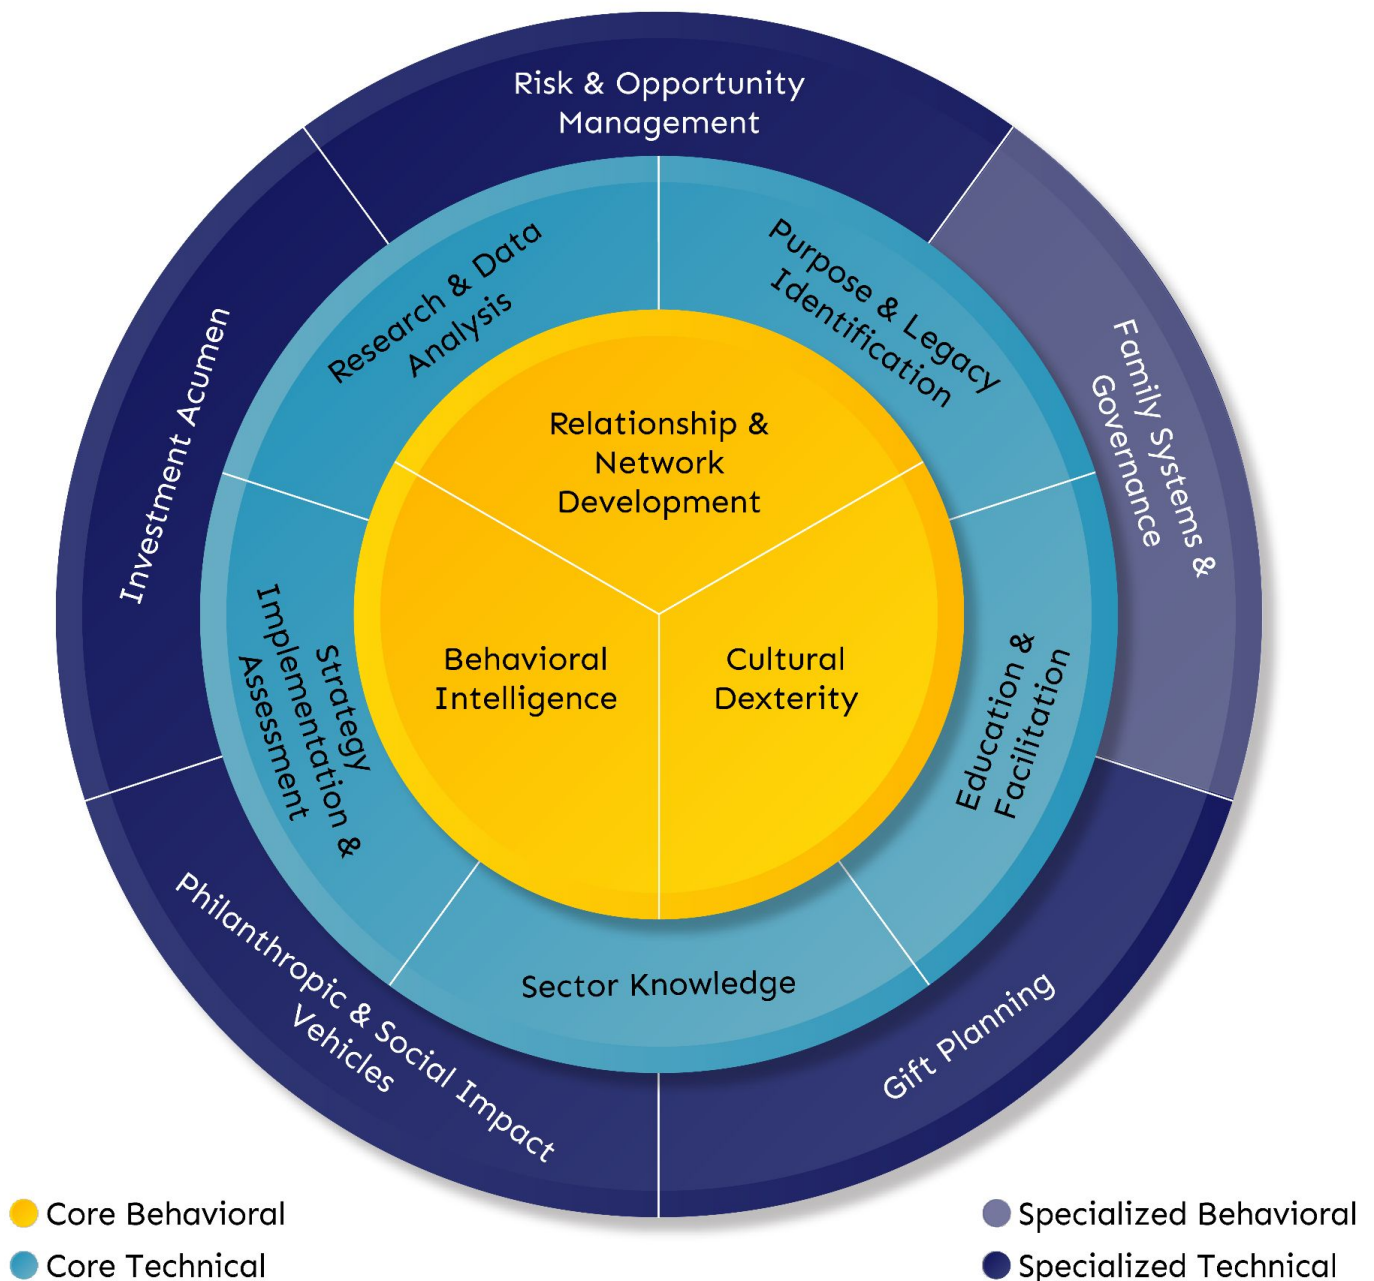 Risk & Opportunity
Management
Family Systems &
Governance
Gift Planning
Philanthropic & Social Impact
Vehicles
Investment Acumen
Research & Data
Analysis
Purpose & Legacy
Identification
Education &
Facilitation
Sector Knowledge
Strategy
Implementation &
Assessment
Relationship &
Network
Development
Behavioral
Intelligence
Cultural
Dexterity
Core Behavioral
Core Technical
Specialized Behavioral
Specialized Technical